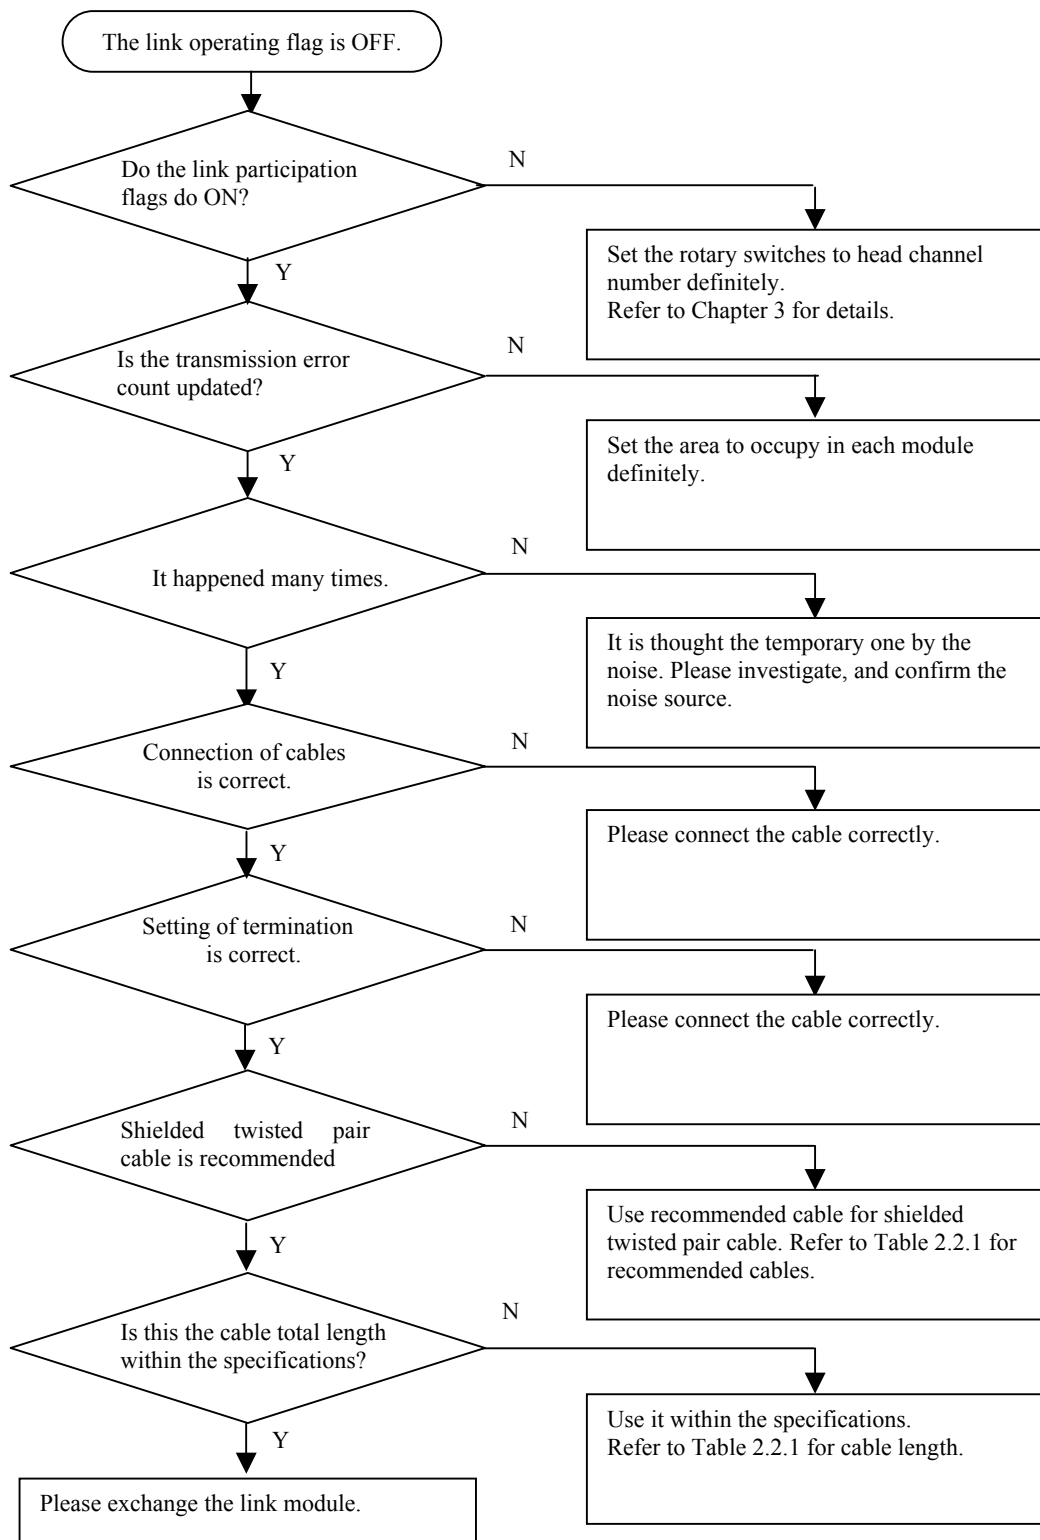 The link operating flag is OFF.
Do the link participation
flags do ON?
N
Set the rotary switches to head channel
number definitely.
Refer to Chapter 3 for details.
Y
Is the transmission error
count updated?
N
Set the area to occupy in each module
definitely.
Y
It happened many times.
N
It is thought the temporary one by the
noise. Please investigate, and confirm the
noise source.
Y
Connection of cables
is correct.
N
Please connect the cable correctly.
Y
Setting of termination
is correct.
N
Please connect the cable correctly.
Y
Shielded twisted pair
cable is recommended
N
Use recommended cable for shielded
twisted pair cable. Refer to Table 2.2.1 for
recommended cables.
Y
Is this the cable total length
within the specifications?
N
Use it within the specifications.
Refer to Table 2.2.1 for cable length.
Y
Please exchange the link module.